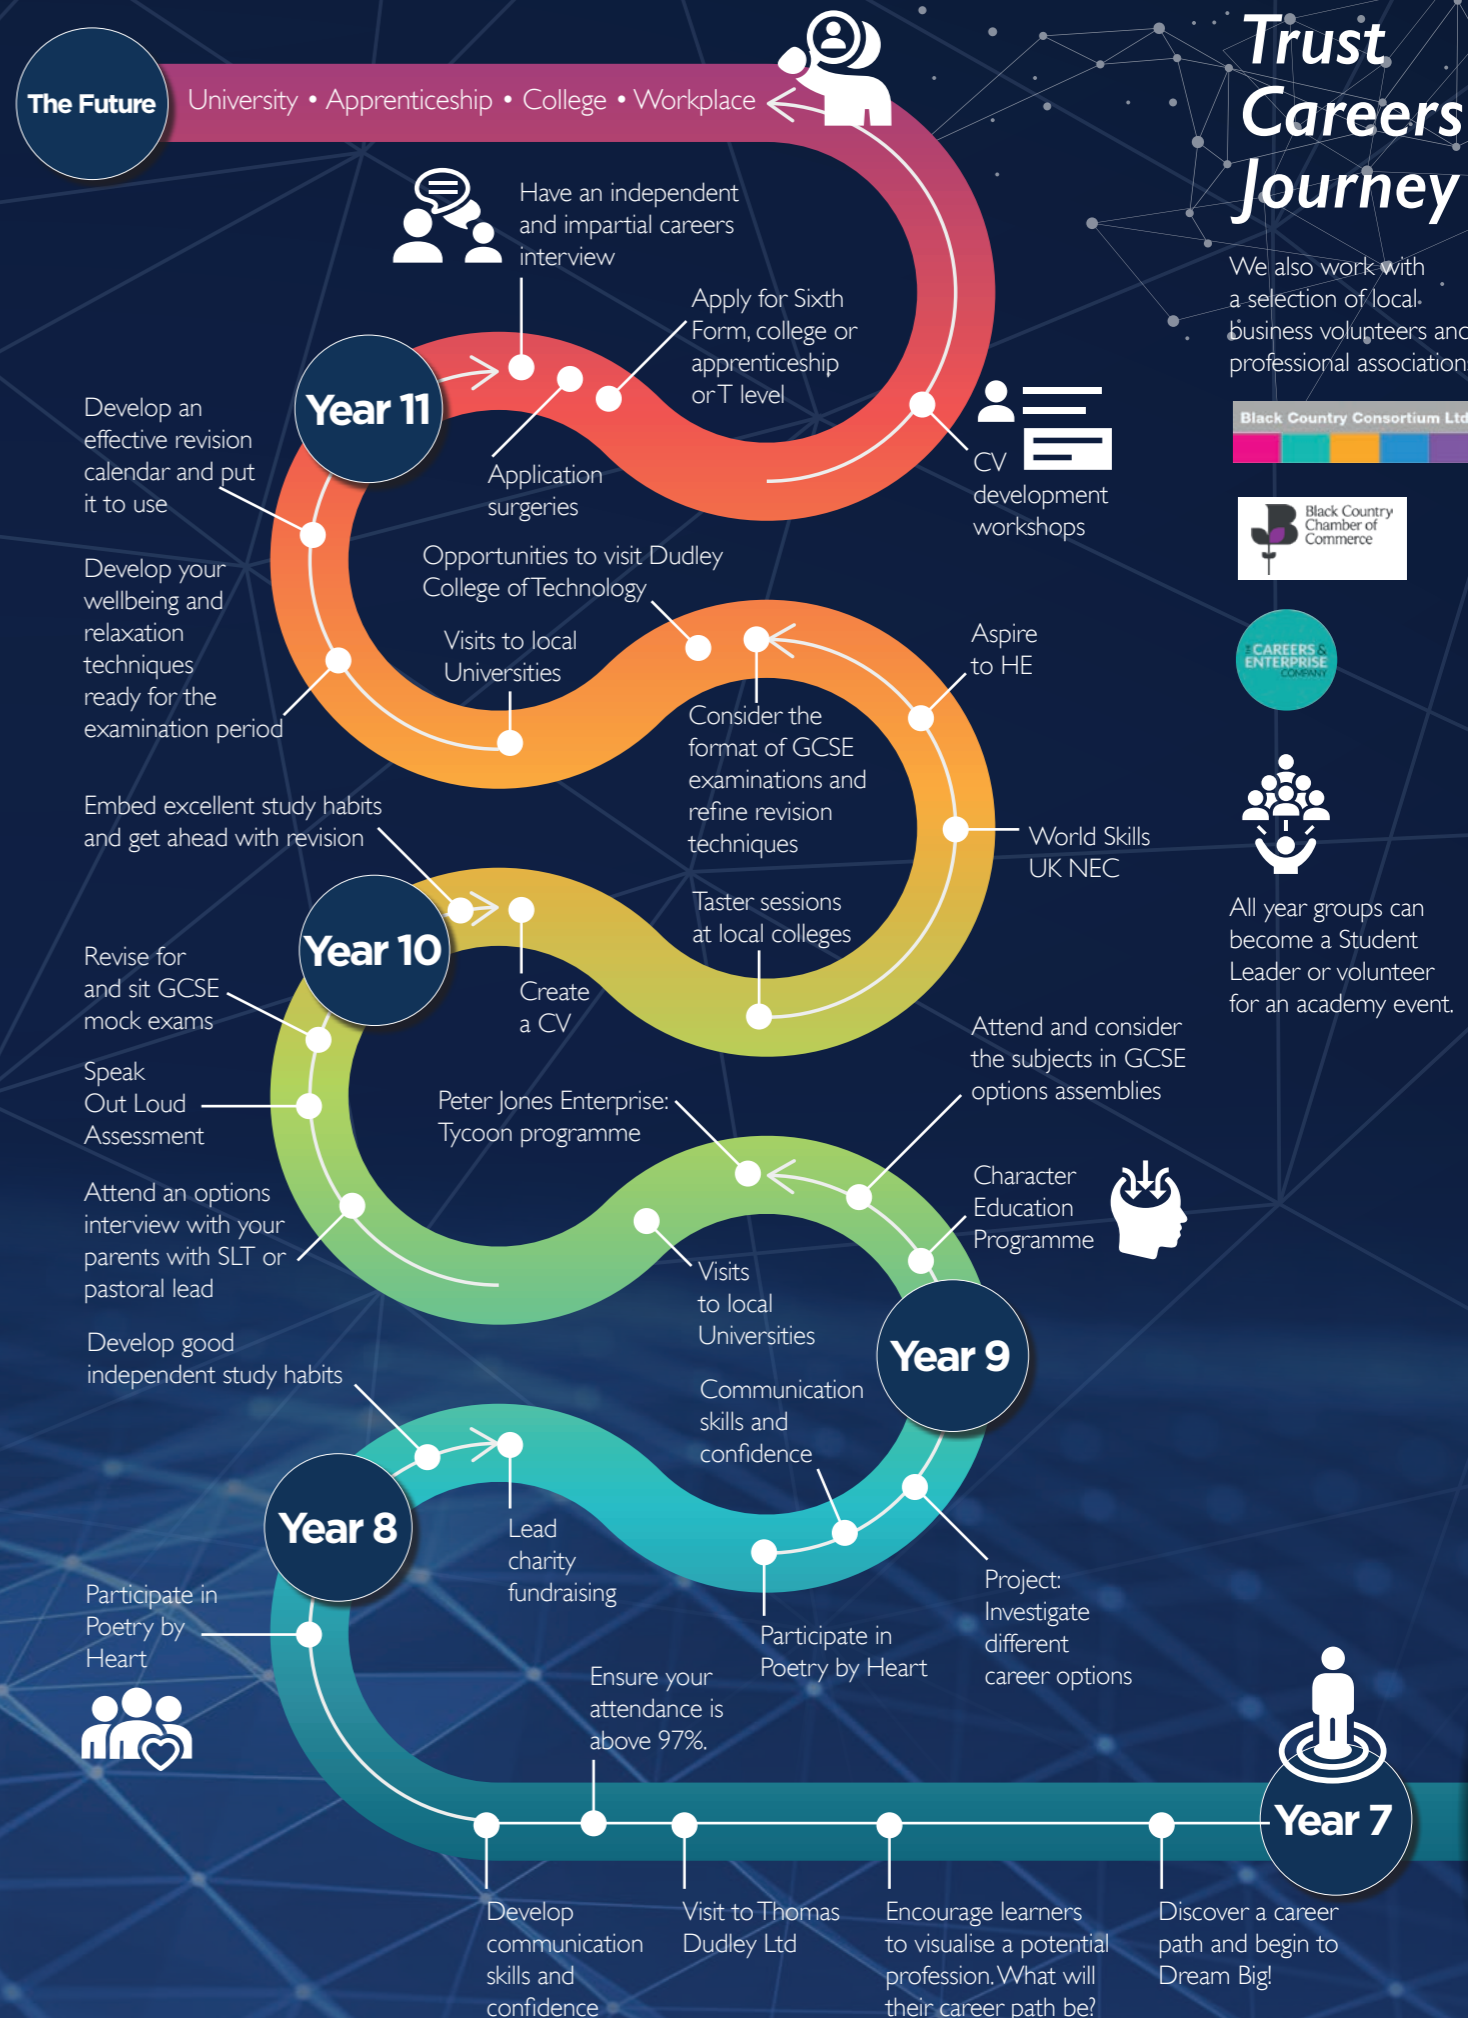 Trust
Careers
Journey
We also work with
a selection of local
business volunteers and
professional association
Black Country Consortium Ltd
Black Country
Chamber of
Commerce
CAREERS &
ENTERPRISE
COMPANY
All year groups can
become a Student
Leader or volunteer
for an academy event.
The Future
University • Apprenticeship • College • Workplace
Have an independent
and impartial careers
interview
Apply for Sixth
Form, college or
apprenticeship
or T level
Year 11
Application
surgeries
CV
development
workshops
Develop an
effective revision
calendar and put
it to use
Develop your
wellbeing and
relaxation
techniques
ready for the
examination period
Opportunities to visit Dudley
College of Technology
Visits to local
Universities
Consider the
format of GCSE
examinations and
refine revision
techniques
Aspire
to HE
World Skills
UK NEC
Taster sessions
at local colleges
Embed excellent study habits
and get ahead with revision
Create
a CV
Year 10
Revise for
and sit GCSE
mock exams
Speak
Out Loud
Assessment
Attend an options
interview with your
parents with SLT or
pastoral lead
Peter Jones Enterprise:
Tycoon programme
Visits
to local
Universities
Attend and consider
the subjects in GCSE
options assemblies
Character
Education
Programme
Year 9
Communication
skills and
confidence
Project:
Investigate
different
career options
Participate in
Poetry by Heart
Develop good
independent study habits
Lead
charity
fundraising
Year 8
Participate in
Poetry by
Heart
Ensure your
attendance is
above 97%.
Year 7
Develop
communication
skills and
confidence
Visit to Thomas
Dudley Ltd
Encourage learners
to visualise a potential
profession. What will
their career path be?
Discover a career
path and begin to
Dream Big!